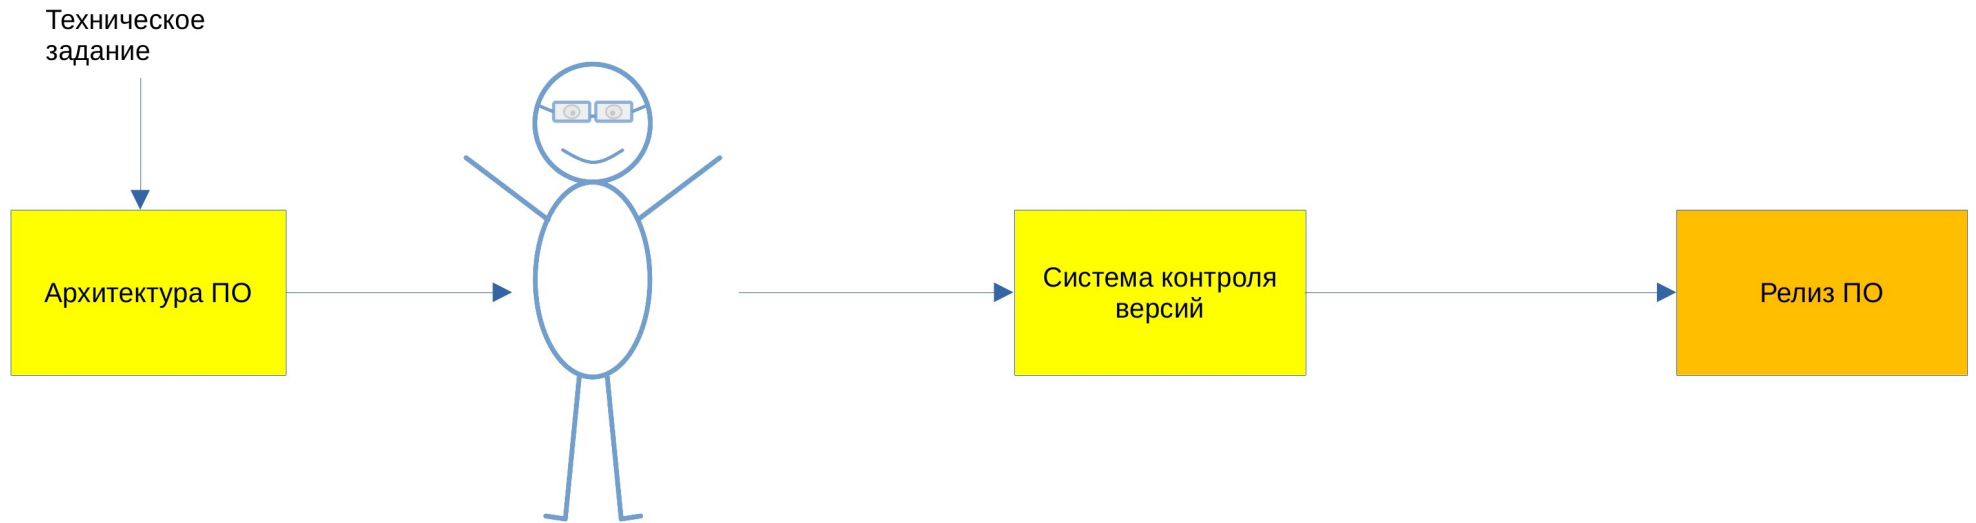 Техническое
задание
Архитектура ПО
Система контроля
версий
Релиз ПО